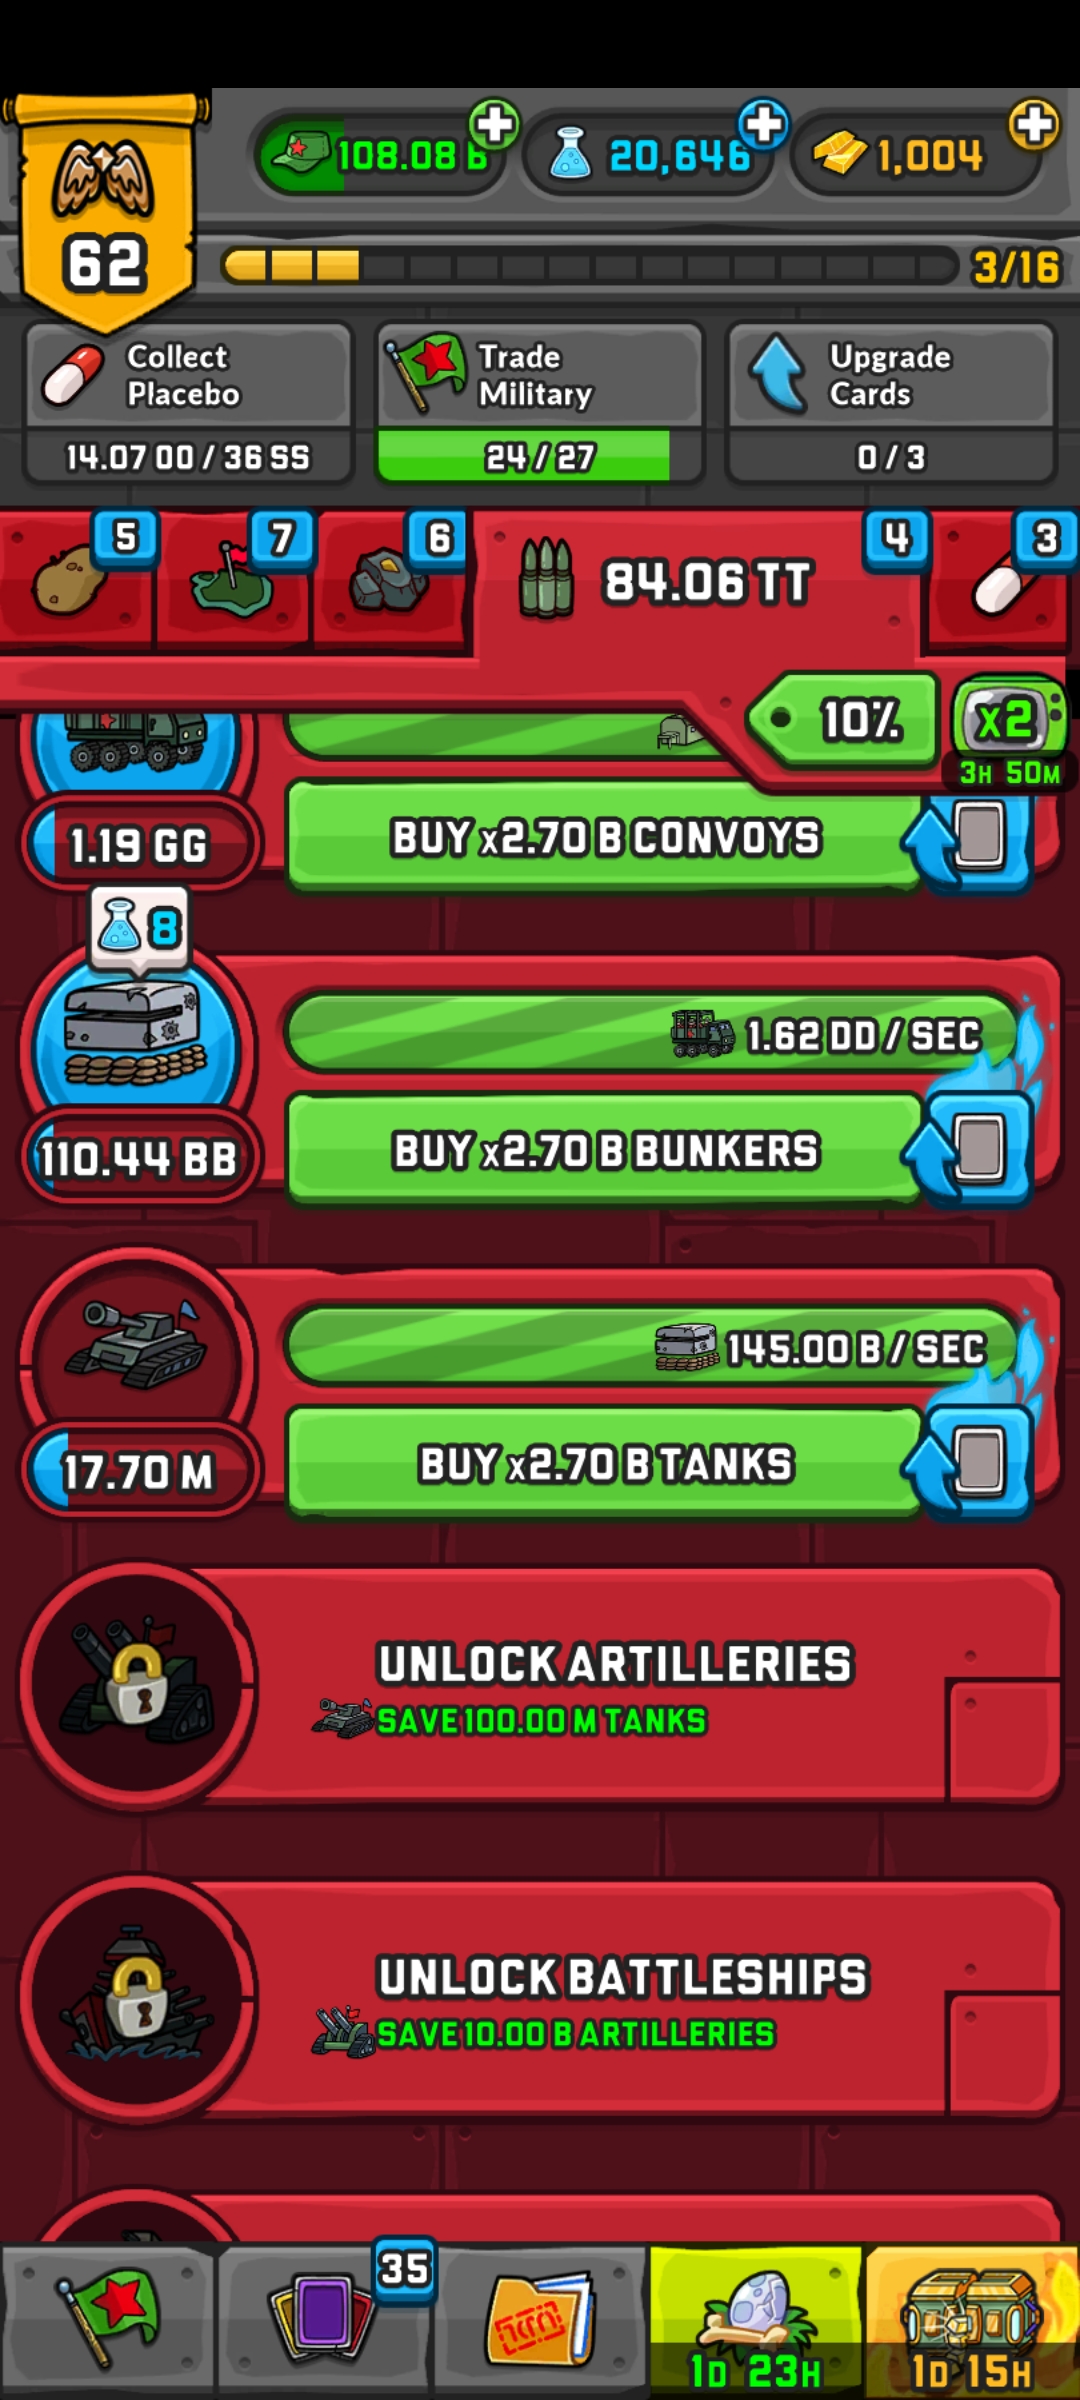 108.08 B
20,646
1,004
62
3/16
Collect
Placebo
14.07 OO / 36 SS
Trade
Military
24 / 27
Upgrade
Cards
0 / 3
5
7
6
84.06 TT
4
3
10%
x2
3H 50M
1.19 GG
BUY x2.70 B CONVOYS
8
1.62 DD / SEC
110.44 BB
BUY x2.70 B BUNKERS
145.00 B / SEC
17.70 M
BUY x2.70 B TANKS
UNLOCK ARTILLERIES
SAVE 100.00 M TANKS
UNLOCK BATTLESHIPS
SAVE 10.00 B ARTILLERIES
35
1D 23H
1D 15H